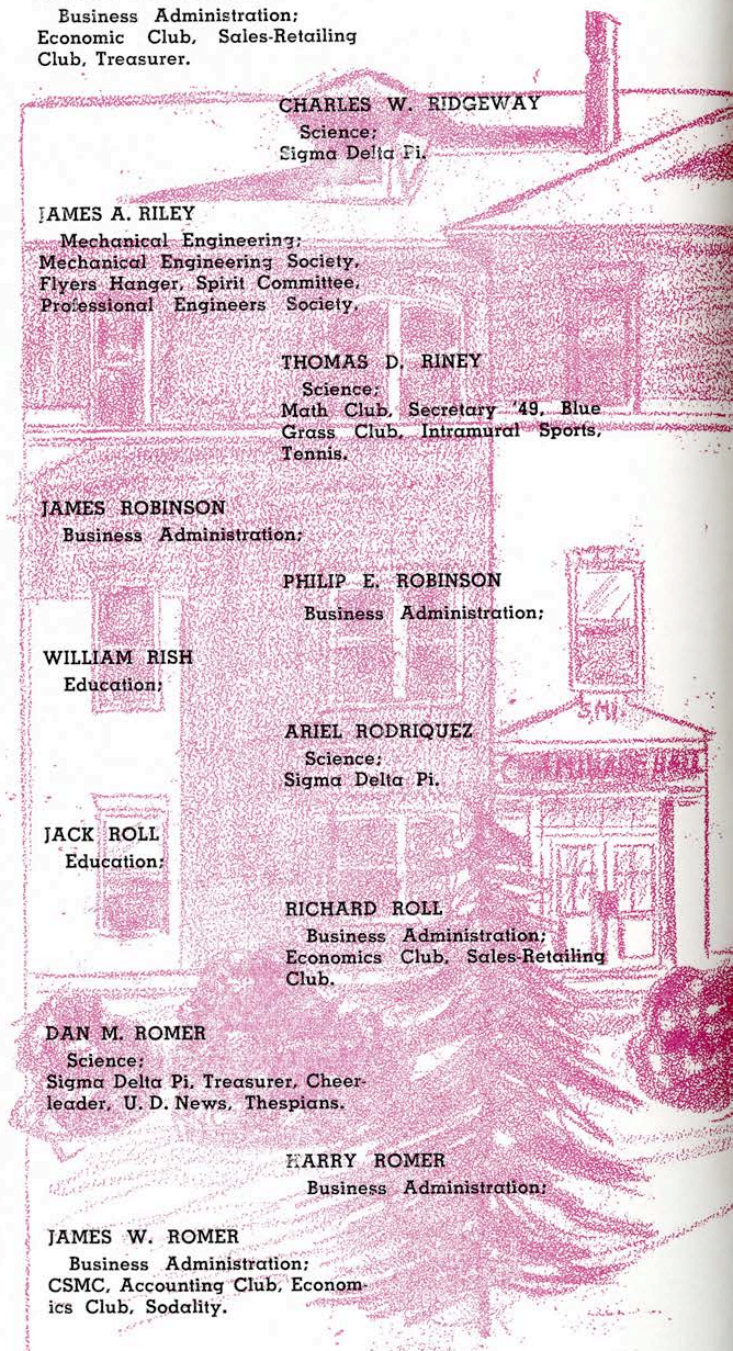 Business Administration;
Economic Club, Sales-Retailing
Club, Treasurer.
CHARLES W. RIDGEWAY
Science;
Sigma Delta Pi.
JAMES A. RILEY
Mechanical Engineering;
Mechanical Engineering Society,
Flyers Hanger, Spirit Committee,
Professional Engineers Society.
THOMAS D. RINEY
Science;
Math Club, Secretary '49, Blue
Grass Club, Intramural Sports,
Tennis.
JAMES ROBINSON
Business Administration;
PHILIP E. ROBINSON
Business Administration;
WILLIAM RISH
Education;
S.M.I.
ARIEL RODRIQUEZ
Science;
Sigma Delta Pi.
CHAMINADE HALL
JACK ROLL
Education;
RICHARD ROLL
Business Administration;
Economics Club, Sales-Retailing
Club.
DAN M. ROMER
Science;
Sigma Delta Pi, Treasurer, Cheer-
leader, U. D. News, Thespians.
HARRY ROMER
Business Administration;
JAMES W. ROMER
Business Administration;
CSMC, Accounting Club, Econom-
ics Club, Sodality.